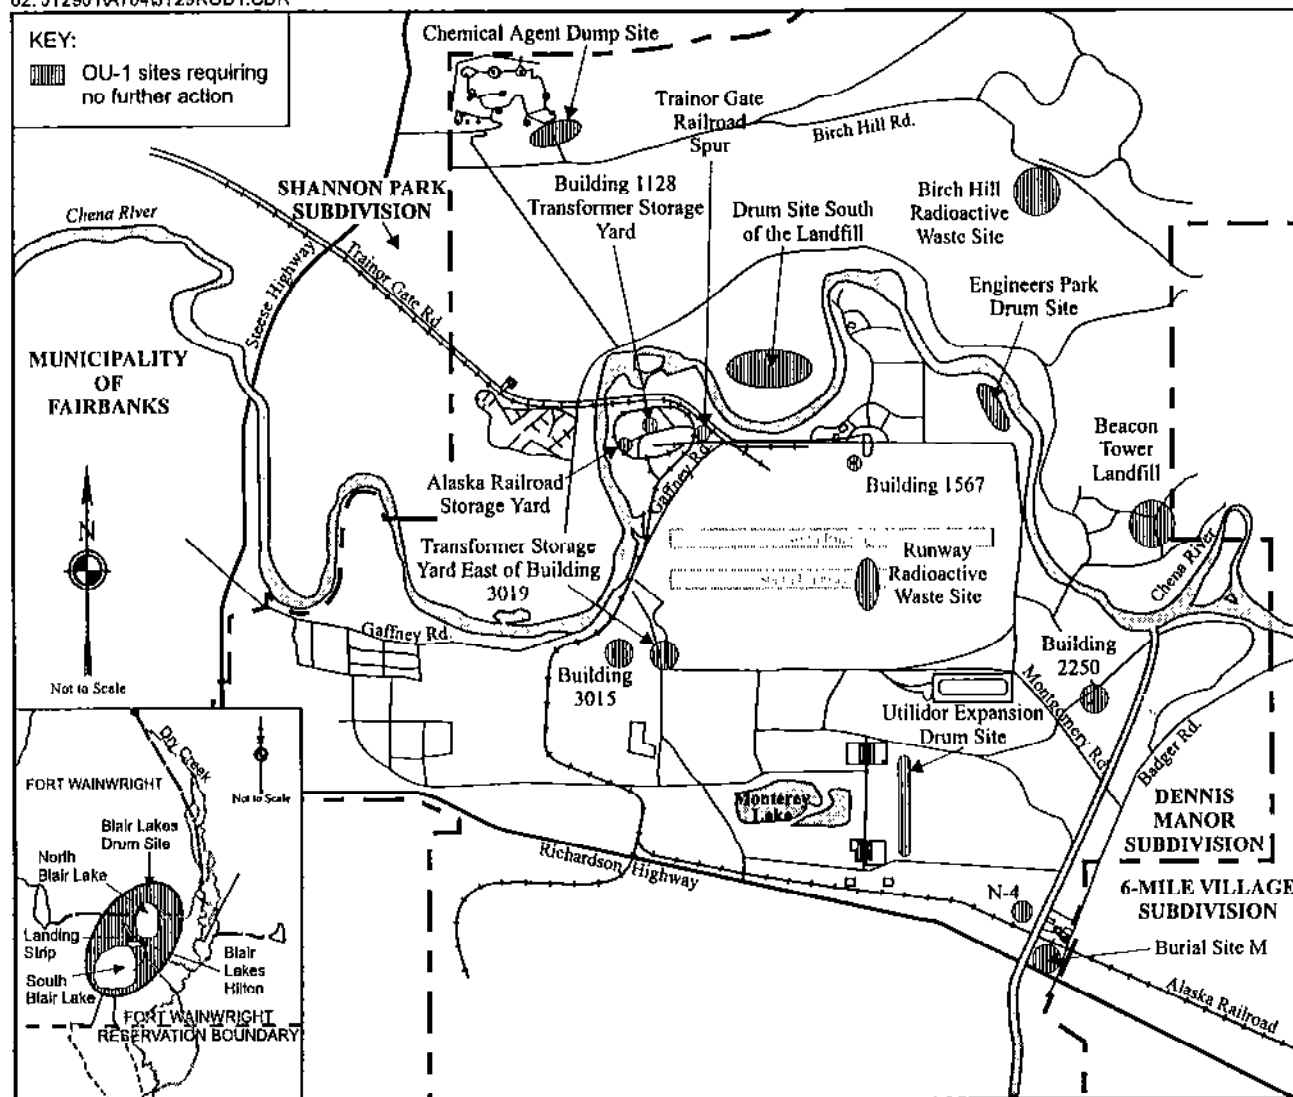 KEY:
OU-1 sites requiring
no further action
Chemical Agent Dump Site
Trainor Gate
Railroad
Spur
Birch Hill Rd.
SHANNON PARK
SUBDIVISION
Building 1128
Transformer Storage
Yard
Birch Hill
Radioactive
Waste Site
Drum Site South
of the Landfill
Chena River
Steese Highway
Trainor Gate Rd.
Engineers Park
Drum Site
MUNICIPALITY
OF
FAIRBANKS
Beacon
Tower
Landfill
Alaska Railroad
Storage Yard
Gaffney Rd.
Building 1567
N
Transformer Storage
Yard East of Building
3019
Runway
Radioactive
Waste Site
Chena River
Gaffney Rd.
Building
2250
Not to Scale
Building
3015
Montgomery Rd.
Utilidor Expansion
Drum Site
Badger Rd.
Dry Creek
FORT WAINWRIGHT
Not to Scale
Monterey
Lake
DENNIS
MANOR
SUBDIVISION
Blair Lakes
Drum Site
North
Blair Lake
Richardson Highway
N-4
6-MILE VILLAGE
SUBDIVISION
Landing
Strip
Blair
Lakes
Hilton
South
Blair Lake
Burial Site M
Alaska Railroad
FORT WAINWRIGHT
RESERVATION BOUNDARY